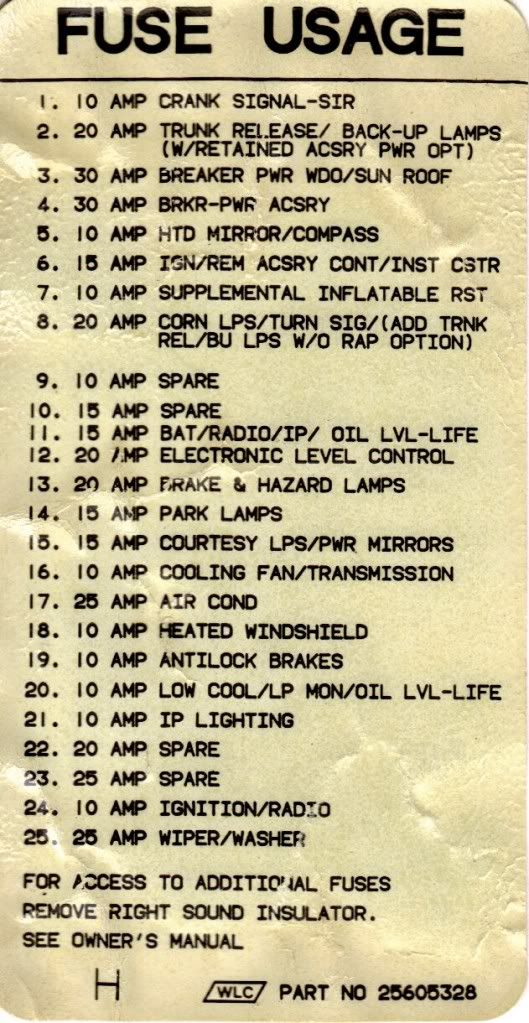 FUSE USAGE
1. 10 AMP CRANK SIGNAL-SIR
2. 20 AMP TRUNK RELEASE/ BACK-UP LAMPS
(W/RETAINED ACSRY PWR OPT)
3. 30 AMP BREAKER PWR WDO/SUN ROOF
4. 30 AMP BRKR-PWR ACSRY
5. 10 AMP HTD MIRROR/COMPASS
6. 15 AMP IGN/REM ACSRY CONT/INST CSTR
7. 10 AMP SUPPLEMENTAL INFLATABLE RST
8. 20 AMP CORN LPS/TURN SIG/(ADD TRNK
REL/BU LPS W/O RAP OPTION)
9. 10 AMP SPARE
10. 15 AMP SPARE
11. 15 AMP BAT/RADIO/IP/ OIL LVL-LIFE
12. 20 AMP ELECTRONIC LEVEL CONTROL
13. 20 AMP BRAKE & HAZARD LAMPS
14. 15 AMP PARK LAMPS
15. 15 AMP COURTESY LPS/PWR MIRRORS
16. 10 AMP COOLING FAN/TRANSMISSION
17. 25 AMP AIR COND
18. 10 AMP HEATED WINDSHIELD
19. 10 AMP ANTILOCK BRAKES
20. 10 AMP LOW COOL/LP MON/OIL LVL-LIFE
21. 10 AMP IP LIGHTING
22. 20 AMP SPARE
23. 25 AMP SPARE
24. 10 AMP IGNITION/RADIO
25. 25 AMP WIPER/WASHER
FOR ACCESS TO ADDITIONAL FUSES
REMOVE RIGHT SOUND INSULATOR.
SEE OWNER'S MANUAL
H WLC PART NO 25605328